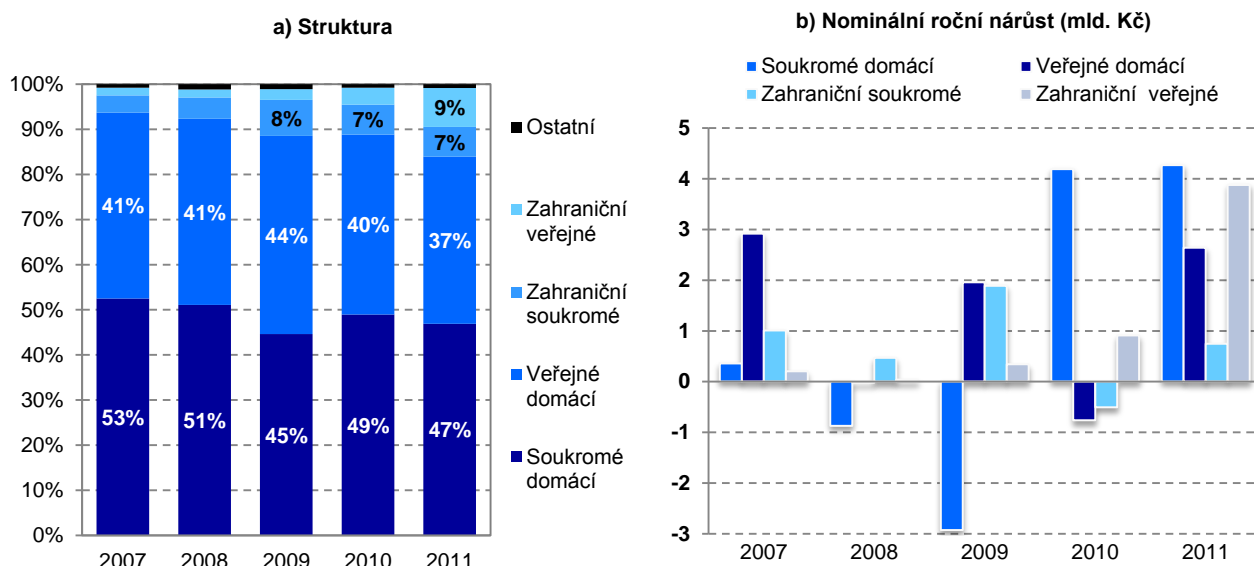 a) Struktura
100%
90%
80%
70%
60%
50%
40%
30%
20%
10%
0%
41%
53%
41%
51%
8%
44%
45%
7%
40%
49%
9%
7%
37%
47%
2007 2008 2009 2010 2011
Ostatní
Zahraniční
veřejné
Zahraniční
soukromé
Veřejné
domácí
Soukromé
domácí
b) Nominální roční nárůst (mld. Kč)
Soukromé domácí Veřejné domácí
Zahraniční soukromé Zahraniční veřejné
5
4
3
2
1
0
-1
-2
-3
2007 2008 2009 2010 2011